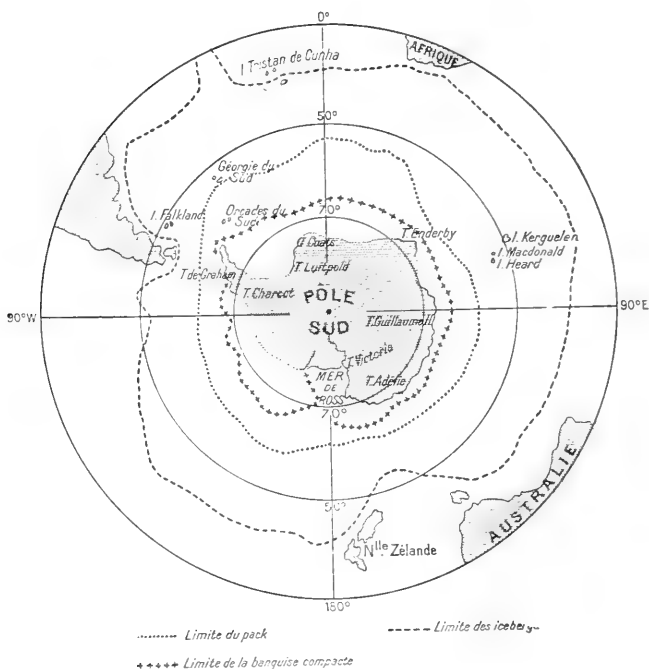 0°
I Tristan de Cunha
AFRIQUE
50°
Géorgie du
Sud
I. Falkland
Orcades du
Sud
70°
T. Enderby
G. Coats
I. Kerguelen
I. Macdonald
I. Heard
T de Graham
T. Luitpold
T. Charcot
PÔLE
SUD
90°W
90°E
T. Guillaume II
T. Victoria
T. Adélie
MER
DE
ROSS
70°
50°
AUSTRALIE
Nlle Zélande
150°
Limite du pack
Limite des iceberg
Limite de la banquise compacte